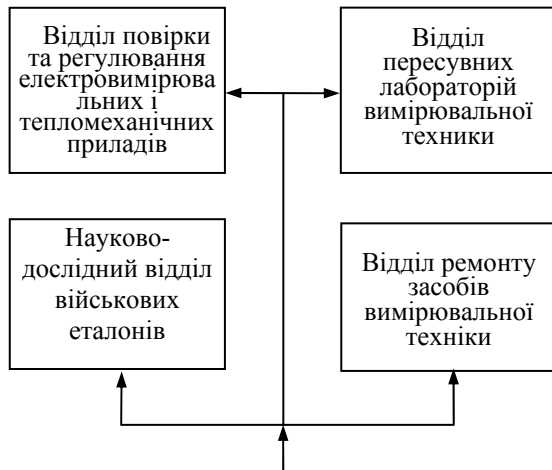 Відділ повірки
та регулювання
електровимірюва
льних і
тепломеханічних
приладів
Відділ
пересувних
лабораторій
вимірювальної
техники
Науково-
дослідний відділ
військових
еталонів
Відділ ремонту
засобів
вимірювальної
техніки